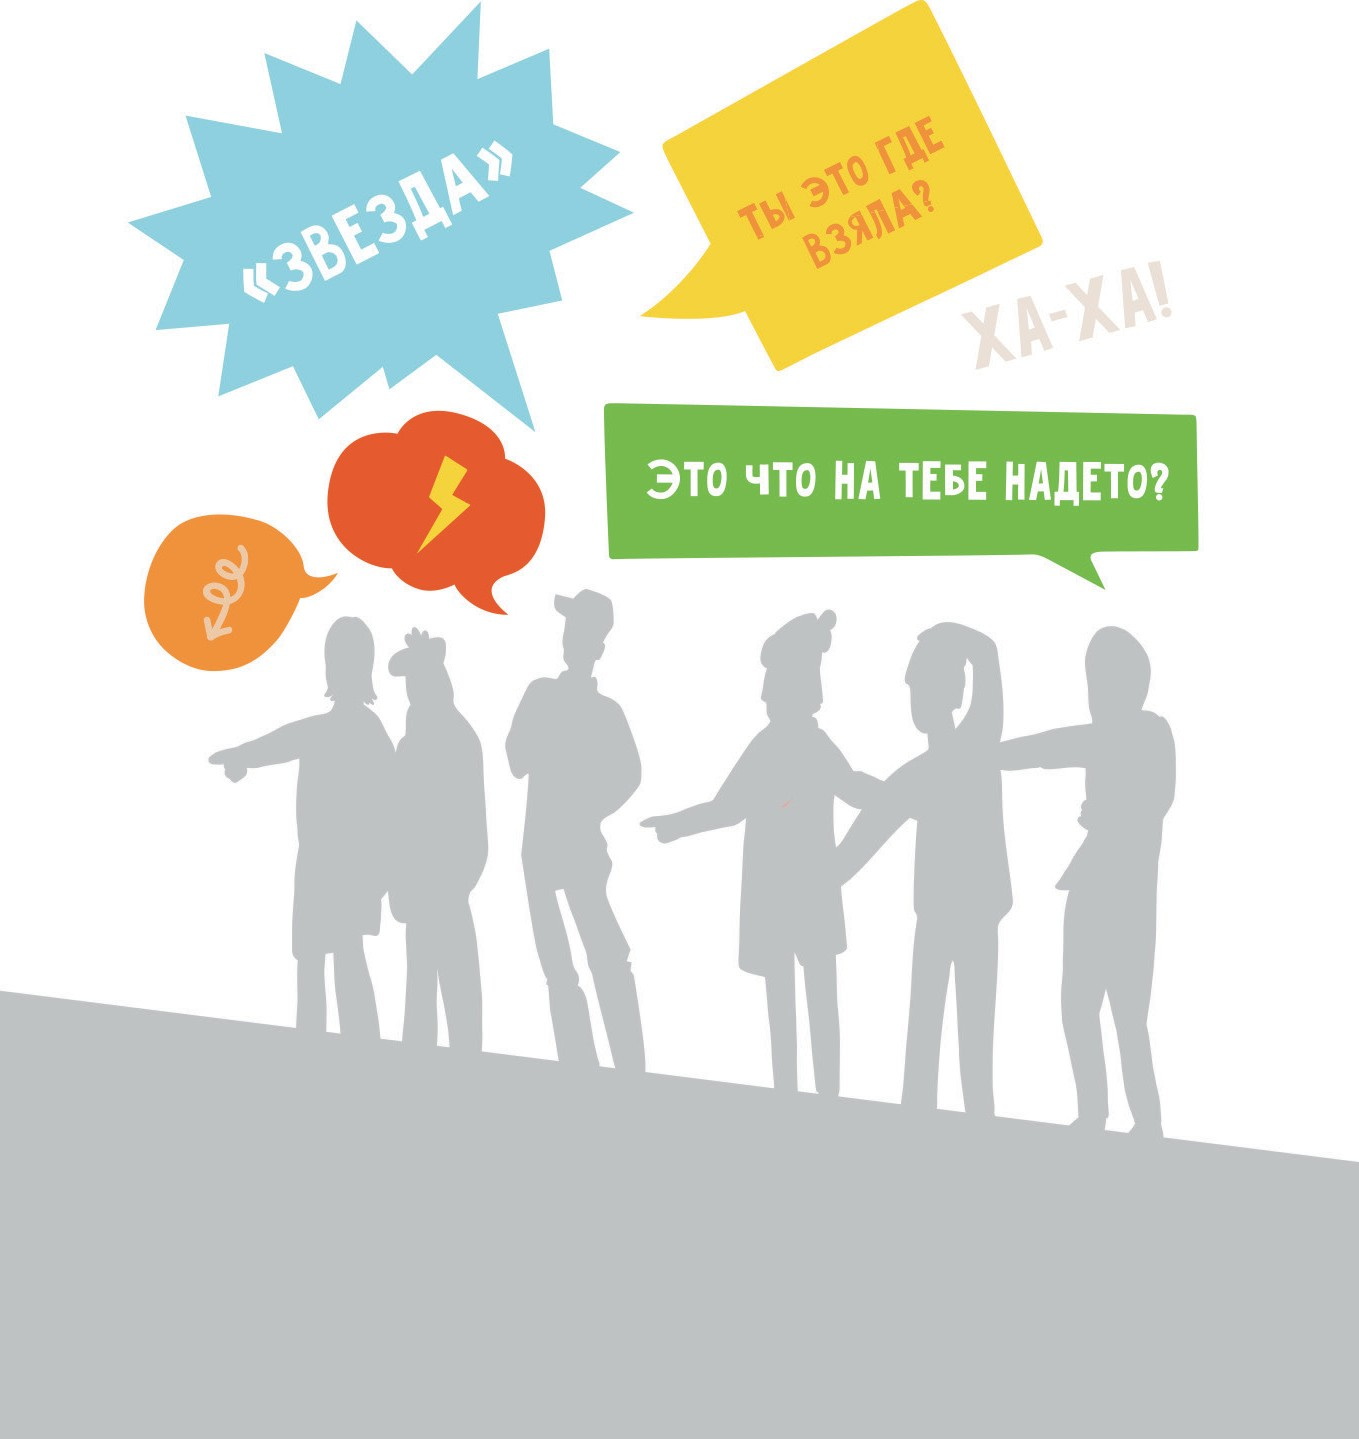 «ЗВЕЗДА»
ТЫ ЭТО ГДЕ
ВЗЯЛА?
ХА-ХА!
ЭТО ЧТО НА ТЕБЕ НАДЕТО?